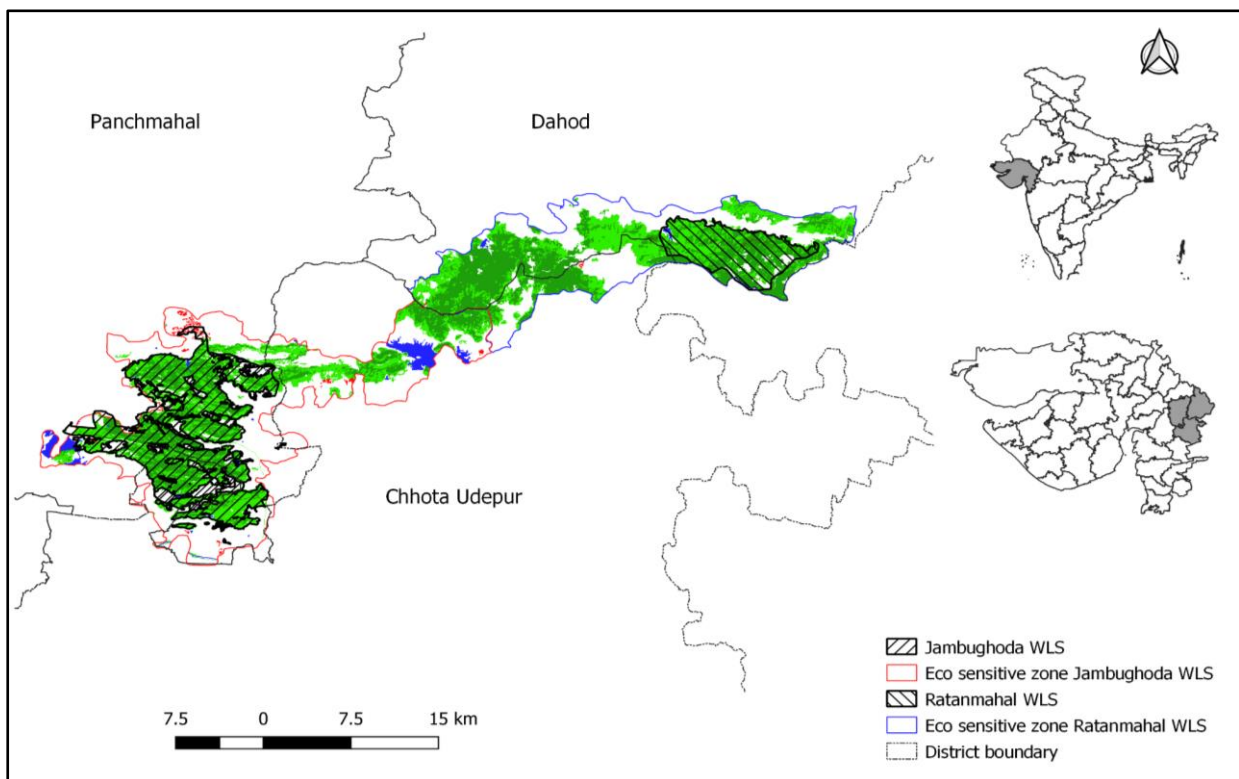 Panchmahal
Dahod
Chhota Udepur
Jambughoda WLS
Eco sensitive zone Jambughoda WLS
Ratanmahal WLS
Eco sensitive zone Ratanmahal WLS
District boundary
7.5 0 7.5 15 km